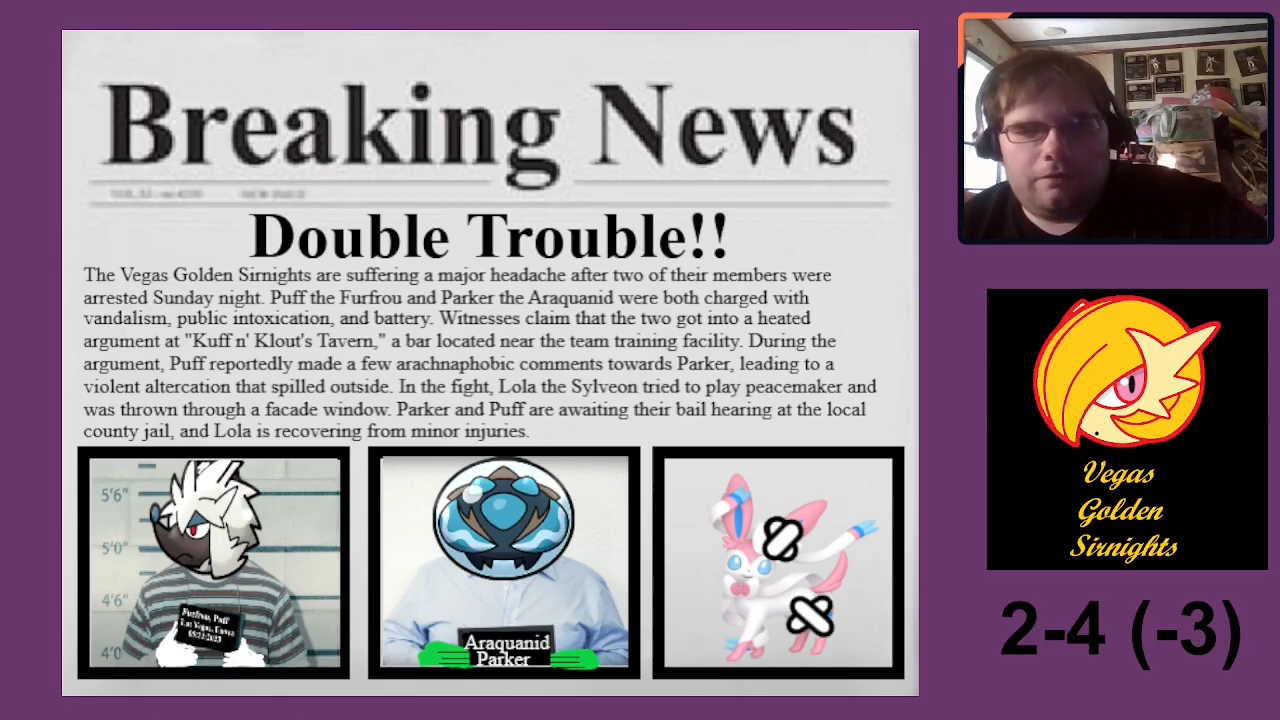 Breaking News
Double Trouble!!
The Vegas Golden Sirnights are suffering a major headache after two of their members were
arrested Sunday night. Puff the Furfrou and Parker the Araquanid were both charged with
vandalism, public intoxication, and battery. Witnesses claim that the two got into a heated
argument at "Kuff n' Klout's Tavern," a bar located near the team training facility. During the
argument, Puff reportedly made a few arachnaphobic comments towards Parker, leading to a
violent altercation that spilled outside. In the fight, Lola the Sylveon tried to play peacemaker and
was thrown through a facade window. Parker and Puff are awaiting their bail hearing at the local
county jail, and Lola is recovering from minor injuries.
5'6"
5'0"
4'6"
4'0"
Furfrou, Puff
Las Vegas, Unova
Araquanid
Parker
Vegas
Golden
Sirnights
2-4 (-3)